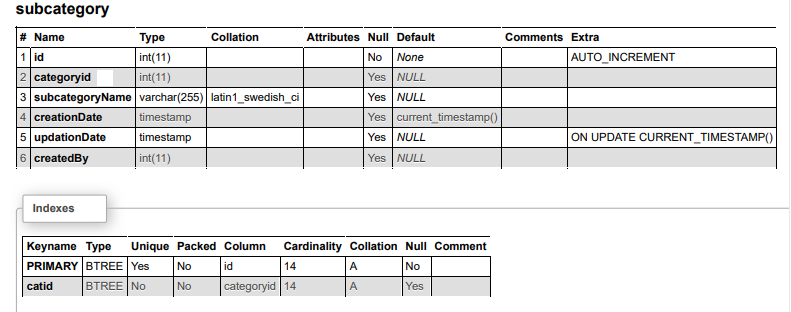 subcategory
# Name Type Collation Attributes Null Default Comments Extra
1 id int(11) No None AUTO_INCREMENT
2 categoryid int(11) Yes NULL
3 subcategoryName varchar(255) latin1_swedish_ci Yes NULL
4 creationDate timestamp Yes current_timestamp()
5 updationDate timestamp Yes NULL ON UPDATE CURRENT_TIMESTAMP()
6 createdBy int(11) Yes NULL
Indexes
Keyname Type Unique Packed Column Cardinality Collation Null Comment
PRIMARY BTREE Yes No id 14 A No
catid BTREE No No categoryid 14 A Yes